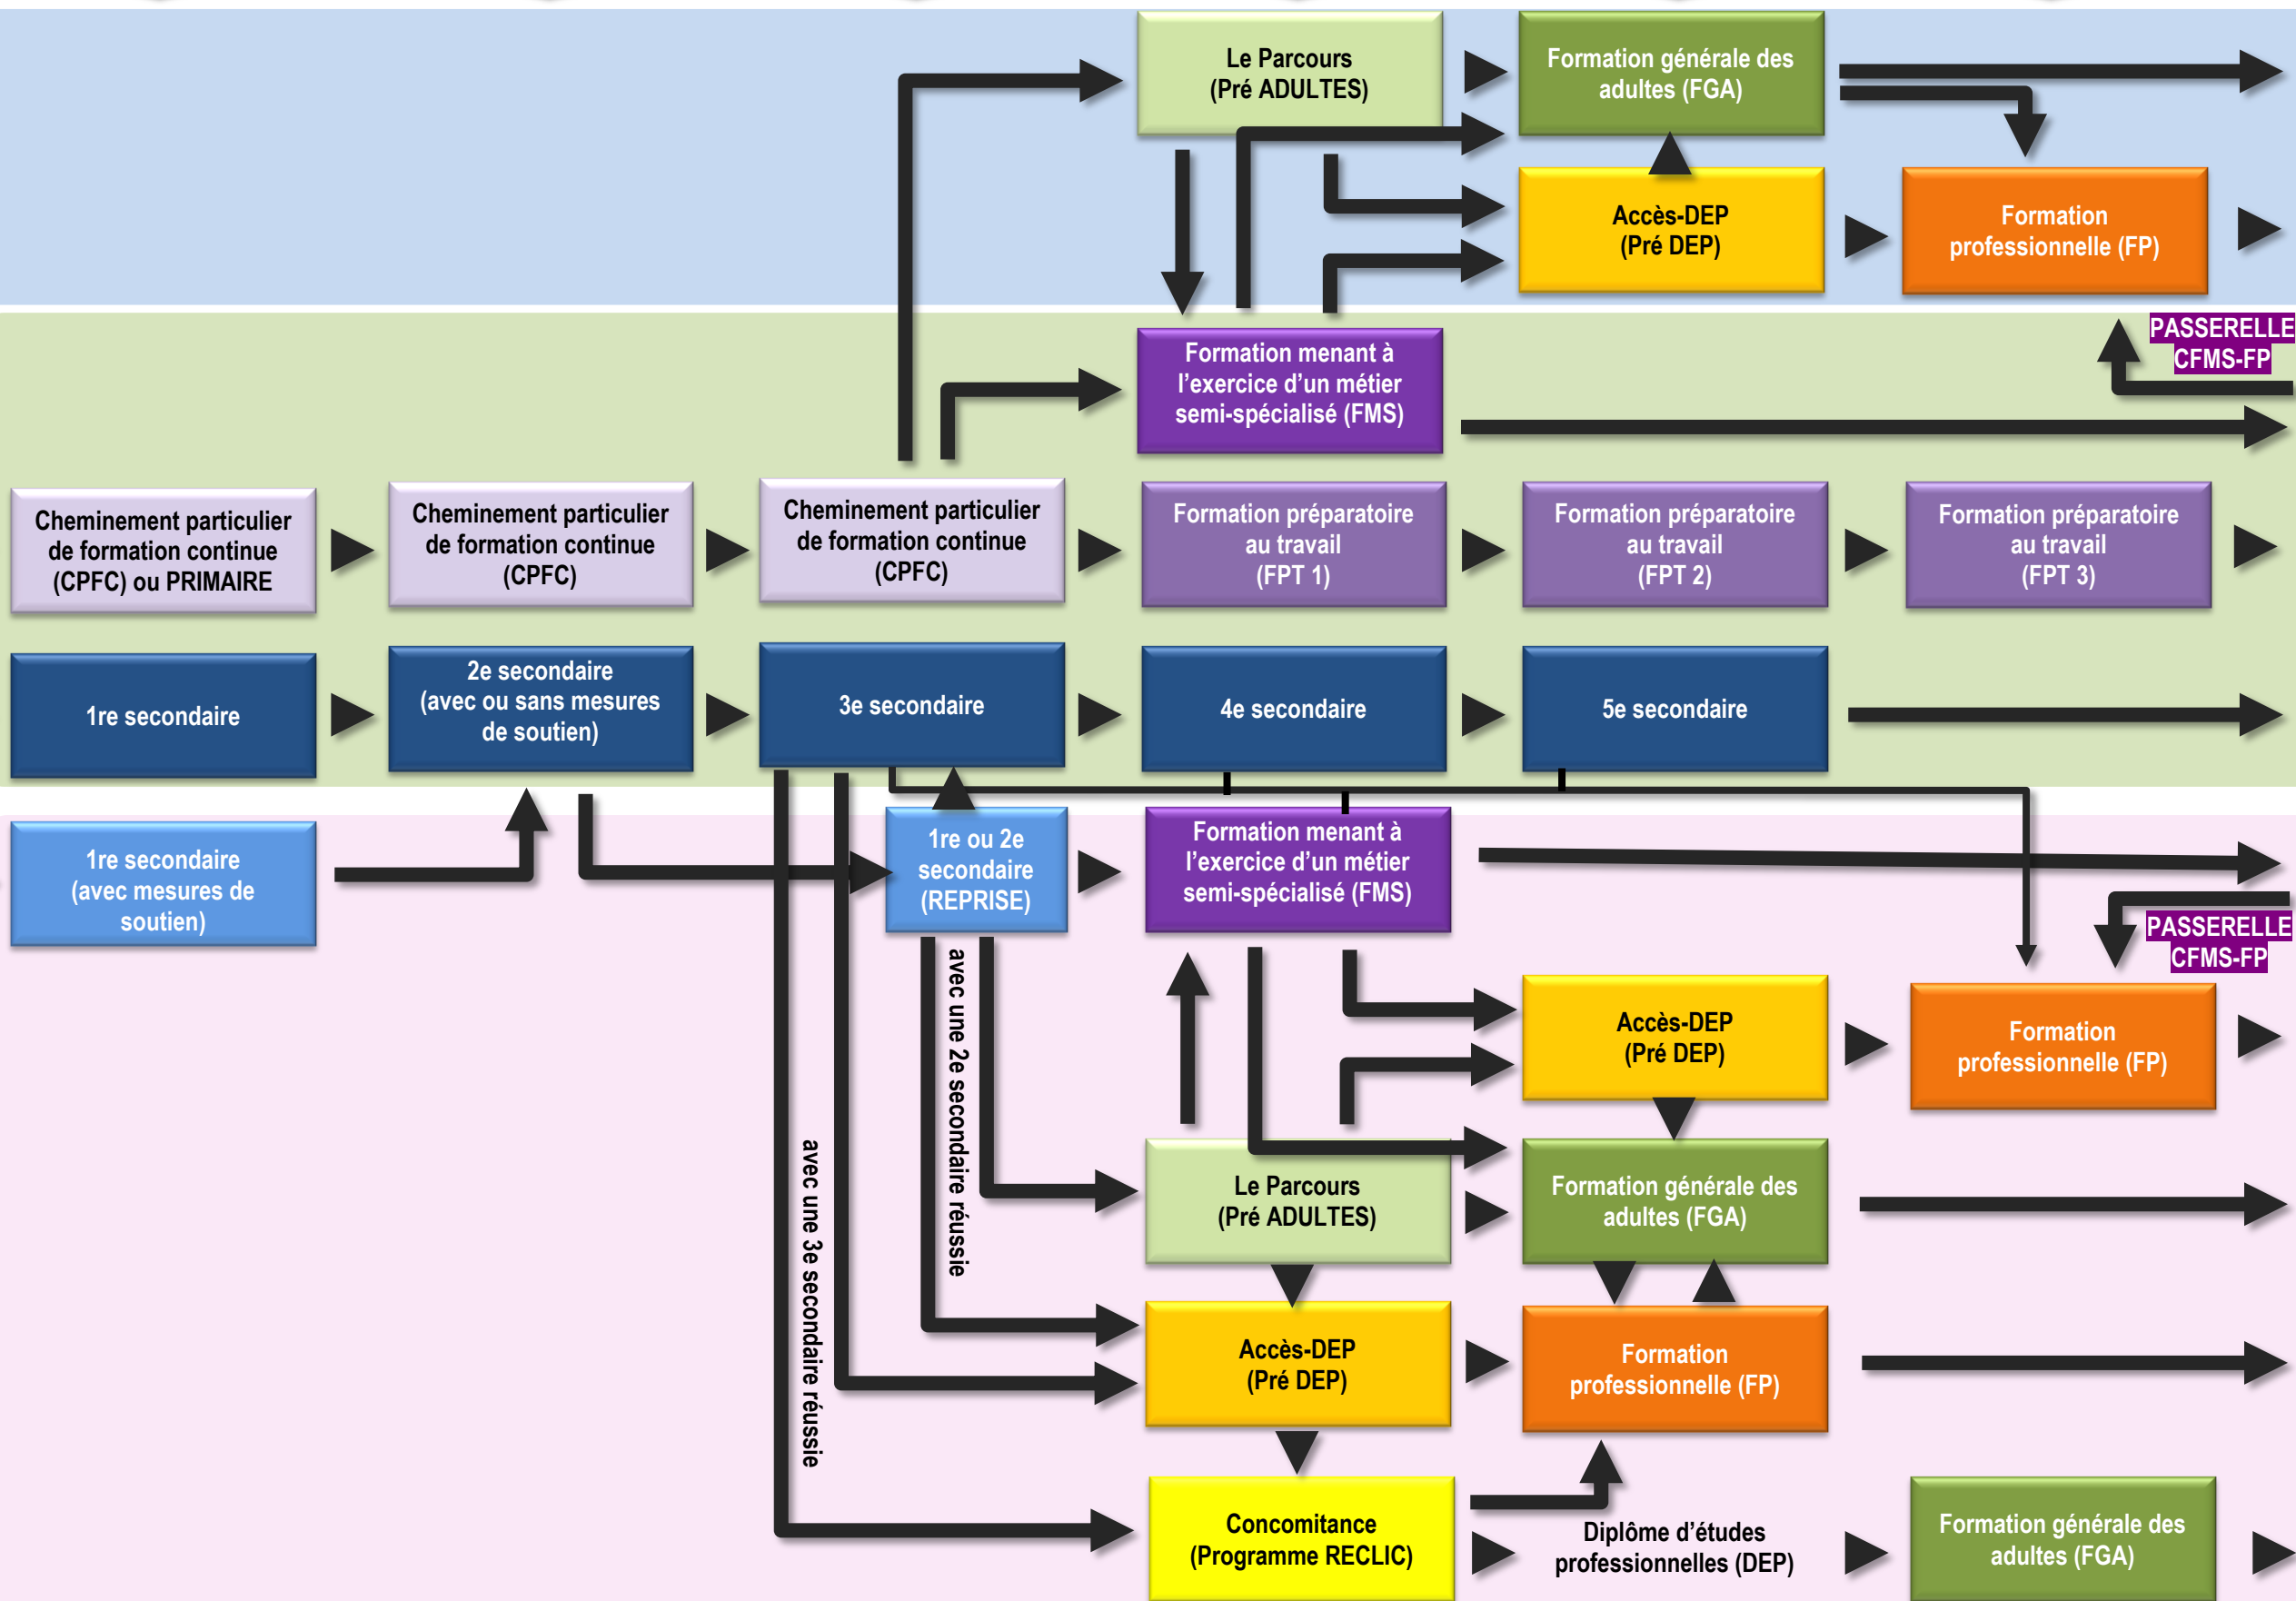 Le Parcours
(Pré ADULTES)
Formation générale des
adultes (FGA)
Accès-DEP
(Pré DEP)
Formation
professionnelle (FP)
Formation menant à
l’exercice d’un métier
semi-spécialisé (FMS)
PASSERELLE
CFMS-FP
Cheminement particulier
de formation continue
(CPFC) ou PRIMAIRE
Cheminement particulier
de formation continue
(CPFC)
Cheminement particulier
de formation continue
(CPFC)
Formation préparatoire
au travail
(FPT 1)
Formation préparatoire
au travail
(FPT 2)
Formation préparatoire
au travail
(FPT 3)
1re secondaire
2e secondaire
(avec ou sans mesures
de soutien)
3e secondaire
4e secondaire
5e secondaire
1re secondaire
(avec mesures de
soutien)
1re ou 2e
secondaire
(REPRISE)
Formation menant à
l’exercice d’un métier
semi-spécialisé (FMS)
PASSERELLE
CFMS-FP
avec une 2e secondaire réussie
avec une 3e secondaire réussie
Accès-DEP
(Pré DEP)
Formation
professionnelle (FP)
Le Parcours
(Pré ADULTES)
Formation générale des
adultes (FGA)
Accès-DEP
(Pré DEP)
Formation
professionnelle (FP)
Concomitance
(Programme RECLIC)
Diplôme d’études
professionnelles (DEP)
Formation générale des
adultes (FGA)